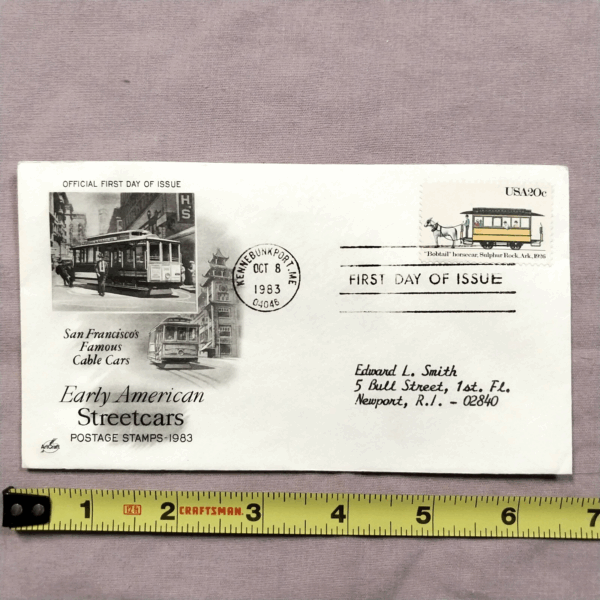 OFFICIAL FIRST DAY OF ISSUE
HS
San Francisco's
Famous
Cable Cars
Early American
Streetcars
POSTAGE STAMPS-1983
ArtCraft
KENNEBUNKPORT, ME
OCT 8
1983
04046
USA 20c
"Bobtail" horsecar, Sulphur Rock, Ark. 1926
FIRST DAY OF ISSUE
Edward L. Smith
5 Bull Street, 1st. Fl.
Newport, R.I. - 02840
1 2 CRAFTSMAN 3 4 5 6 7